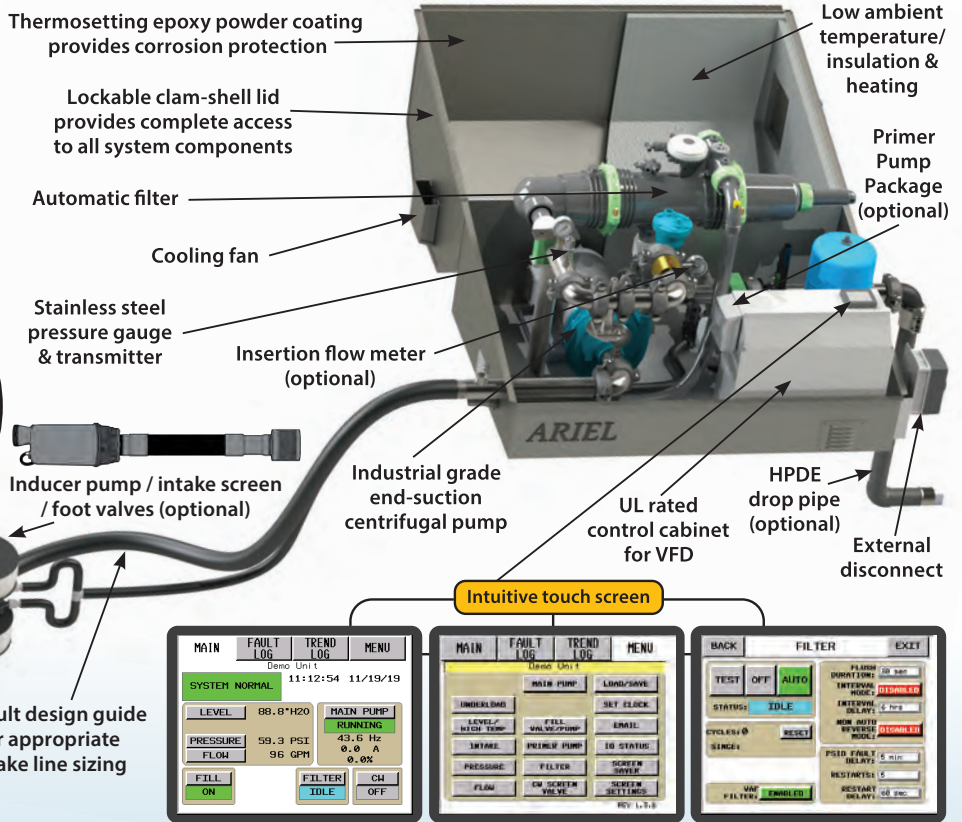 Thermosetting epoxy powder coating
provides corrosion protection
Low ambient
temperature/
insulation &
heating
Lockable clam-shell lid
provides complete access
to all system components
Primer
Pump
Package
(optional)
Automatic filter
Cooling fan
Stainless steel
pressure gauge
& transmitter
Insertion flow meter
(optional)
ARIEL
Inducer pump / intake screen
/ foot valves (optional)
Industrial grade
end-suction
centrifugal pump
UL rated
control cabinet
for VFD
HPDE
drop pipe
(optional)
External
disconnect
Intuitive touch screen
ult design guide
r appropriate
ake line sizing
MAIN
FAULT
LOG
TREND
LOG
MENU
Demo Unit
SYSTEM NORMAL
11:12:54 11/19/19
LEVEL
88.8"H2O
MAIN PUMP
RUNNING
43.6 Hz
0.0 A
0.0%
PRESSURE
59.3 PSI
FLOW
96 GPM
FILL
ON
FILTER
IDLE
CW
OFF
MAIN
FAULT
LOG
TREND
LOG
MENU
Demo Unit
MAIN PUMP
LOAD/SAVE
UNDERLOAD
SET CLOCK
LEVEL/
HIGH TEMP
FILL
VALVE/PUMP
EMAIL
INTAKE
PRIMER PUMP
IO STATUS
PRESSURE
FILTER
SCREEN
SAVER
FLOW
CW SCREEN
VALVE
SCREEN
SETTINGS
BACK
FILTER
EXIT
TEST
OFF
AUTO
STATUS:
IDLE
CYCLES:0
RESET
SINCE:
FILTER:
ENABLED
FLUSH
DURATION:
INTERVAL
MODE:
DISABLED
INTERVAL
DELAY:
6 hrs
NON AUTO
REVERSE
MODE:
DISABLED
PSID FAULT
DELAY:
5 min
RESTARTS:
5
RESTART
DELAY:
60 sec